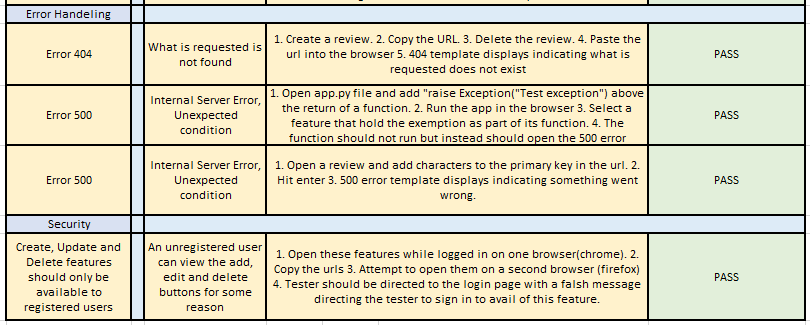 Error Handeling
Error 404
What is requested is
not found
1. Create a review. 2. Copy the URL. 3. Delete the review. 4. Paste the
url into the browser 5. 404 template displays indicating what is
requested does not exist
PASS
Error 500
Internal Server Error,
Unexpected
condition
1. Open app.py file and add "raise Exception("Test exception") above
the return of a function. 2. Run the app in the browser 3. Select a
feature that hold the exemption as part of its function. 4. The
function should not run but instead should open the 500 error
PASS
Error 500
Internal Server Error,
Unexpected
condition
1. Open a review and add characters to the primary key in the url. 2.
Hit enter 3. 500 error template displays indicating something went
wrong.
PASS
Security
Create, Update and
Delete features
should only be
available to
registered users
An unregistered user
can view the add,
edit and delete
buttons for some
reason
1. Open these features while logged in on one browser(chrome). 2.
Copy the urls 3. Attempt to open them on a second browser (firefox)
4. Tester should be directed to the login page with a falsh message
directing the tester to sign in to avail of this feature.
PASS